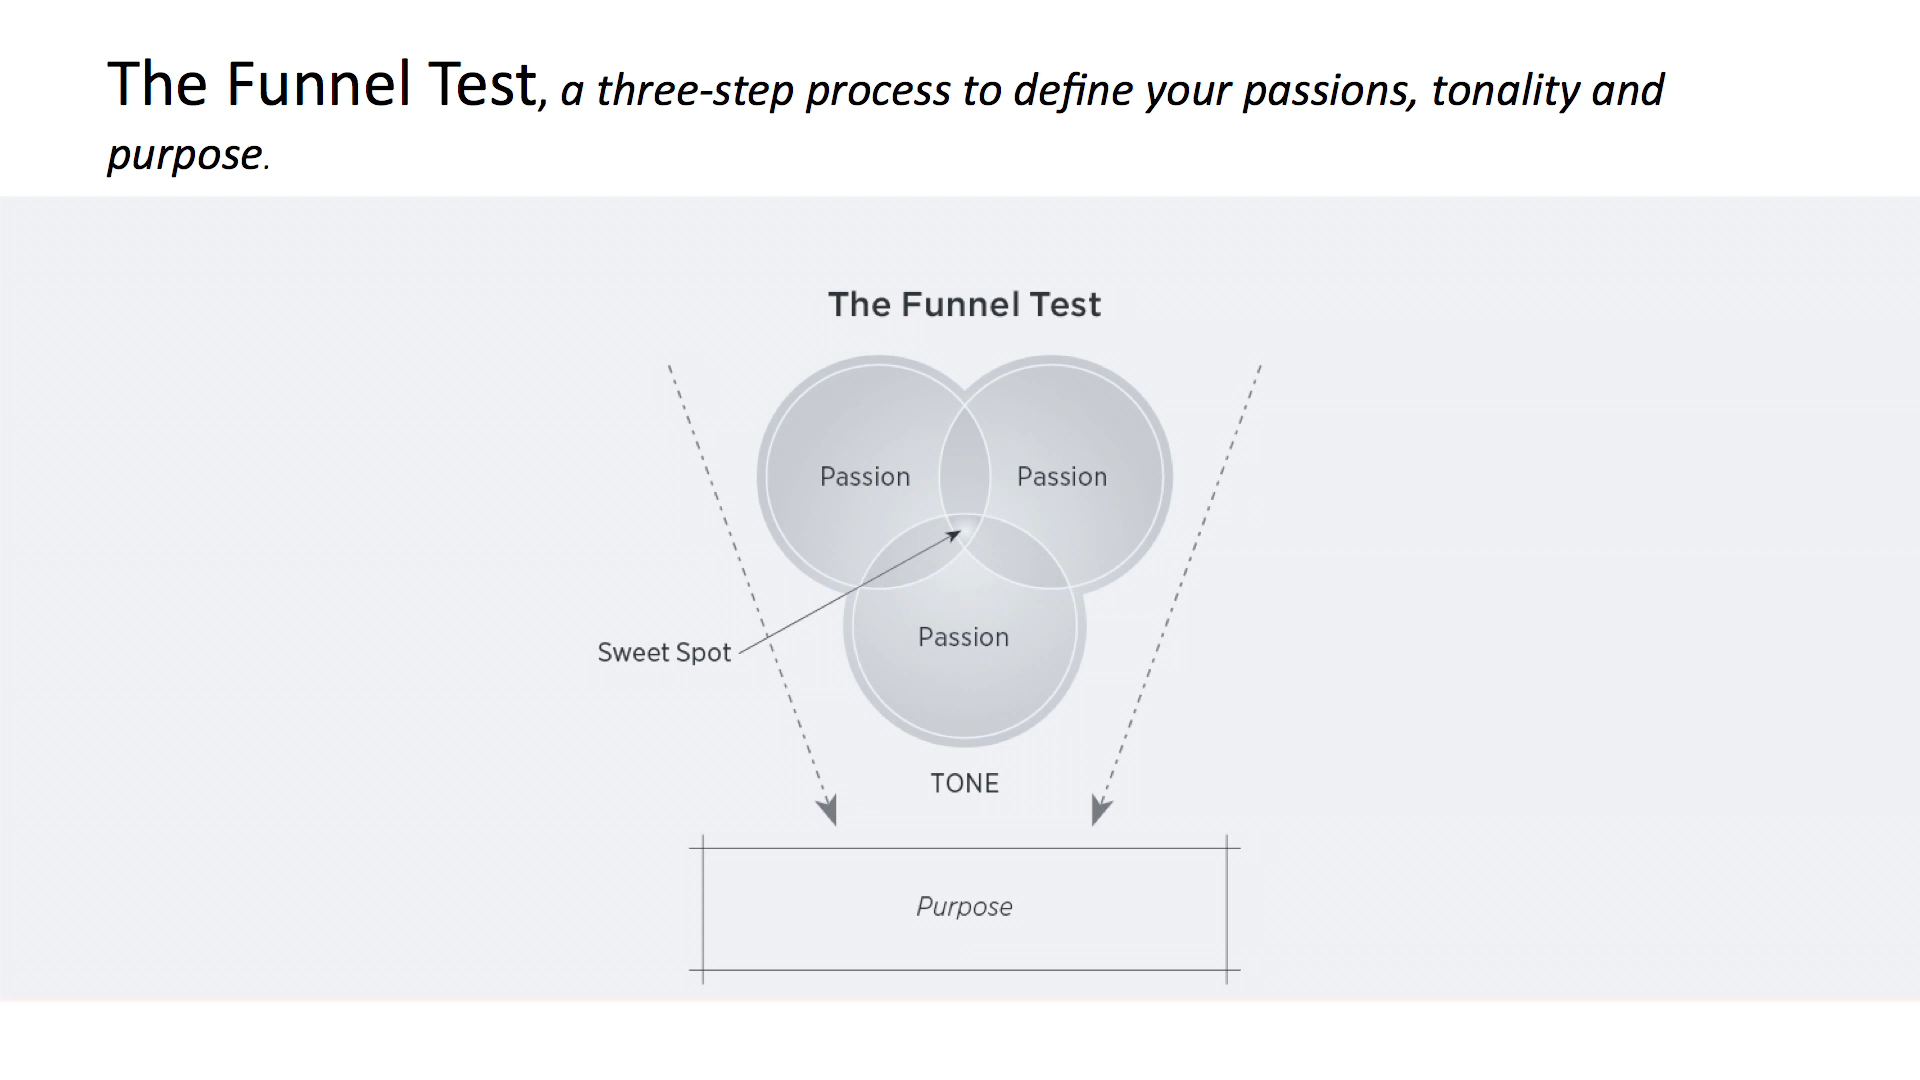 The Funnel Test, a three-step process to define your passions, tonality and
purpose.
The Funnel Test
Passion
Passion
Sweet Spot
Passion
TONE
Purpose